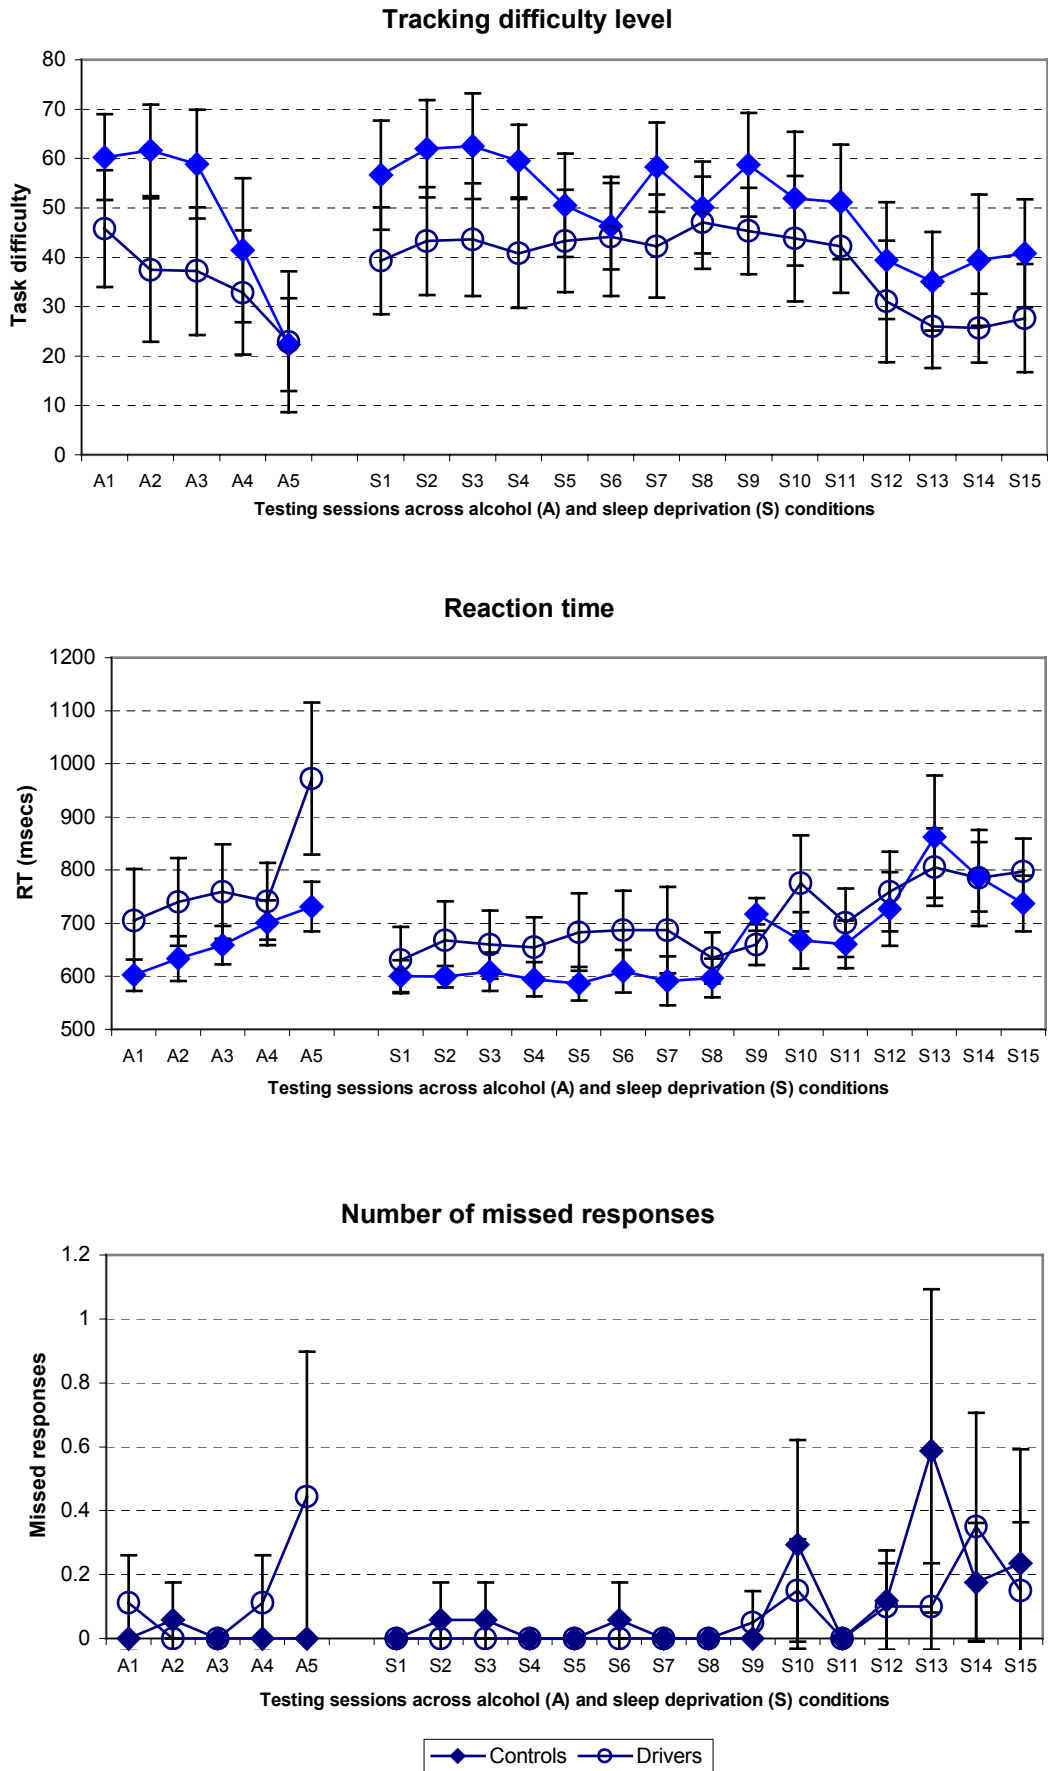 Tracking difficulty level
80
70
60
50
40
30
20
10
0
Task difficulty
A1 A2 A3 A4 A5 S1 S2 S3 S4 S5 S6 S7 S8 S9 S10 S11 S12 S13 S14 S15
Testing sessions across alcohol (A) and sleep deprivation (S) conditions
Reaction time
1200
1100
1000
900
800
700
600
500
RT (msecs)
A1 A2 A3 A4 A5 S1 S2 S3 S4 S5 S6 S7 S8 S9 S10 S11 S12 S13 S14 S15
Testing sessions across alcohol (A) and sleep deprivation (S) conditions
Number of missed responses
1.2
1
0.8
0.6
0.4
0.2
0
Missed responses
A1 A2 A3 A4 A5 S1 S2 S3 S4 S5 S6 S7 S8 S9 S10 S11 S12 S13 S14 S15
Testing sessions across alcohol (A) and sleep deprivation (S) conditions
Controls Drivers